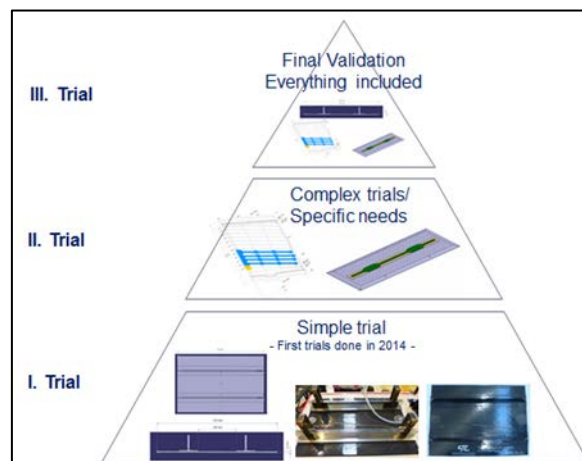 Final Validation
Everything included
III. Trial
Complex trials/
Specific needs
II. Trial
Simple trial
- First trials done in 2014 -
I. Trial